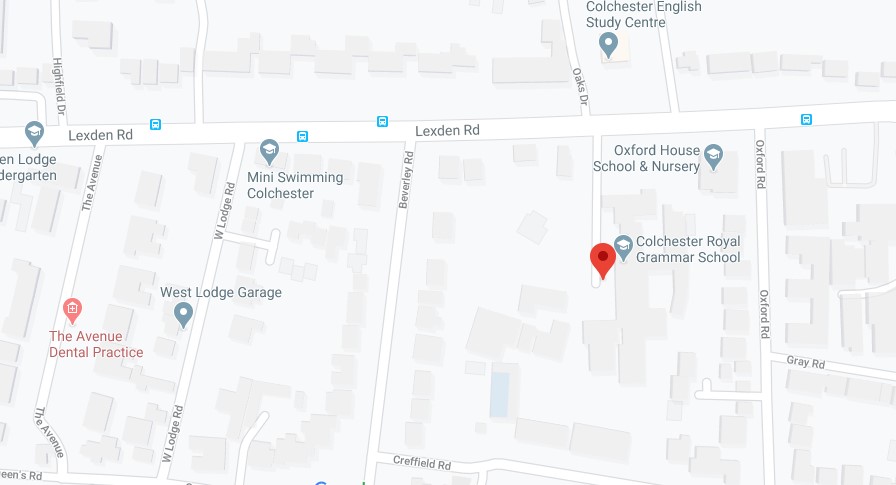 Colchester English
Study Centre
Highfield Dr
Oaks Dr
Lexden Rd
Lexden Rd
en Lodge
dergarten
The Avenue
Mini Swimming
Colchester
W Lodge Rd
Beverley Rd
Oxford House
School & Nursery
Oxford Rd
Colchester Royal
Grammar School
West Lodge Garage
The Avenue
Dental Practice
Oxford Rd
Gray Rd
The Avenue
W Lodge Rd
Creffield Rd
een's Rd